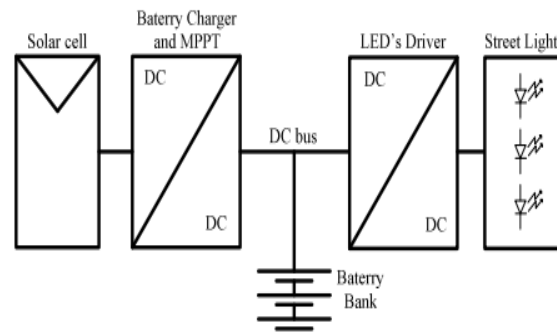 Solar cell
Baterry Charger
and MPPT
LED's Driver
Street Light
DC
DC
DC bus
DC
DC
Baterry
Bank